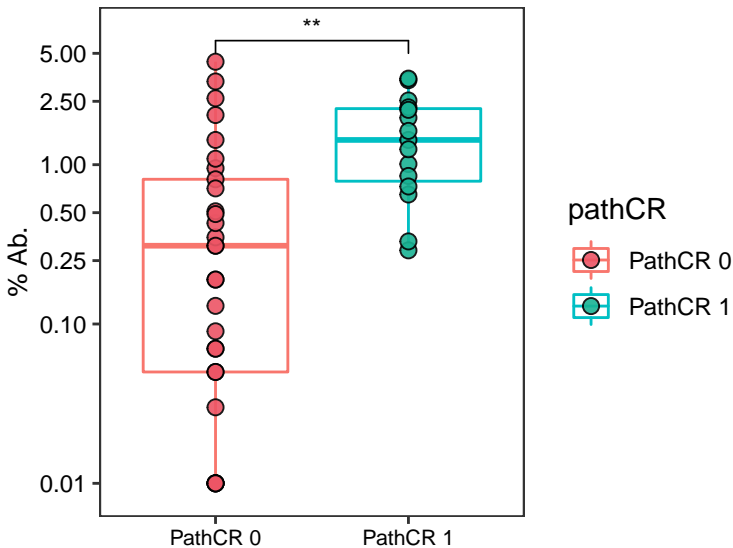 **
5.00
2.50
1.00
0.50
0.25
0.10
0.01
% Ab.
PathCR 0
PathCR 1
pathCR
PathCR 0
PathCR 1